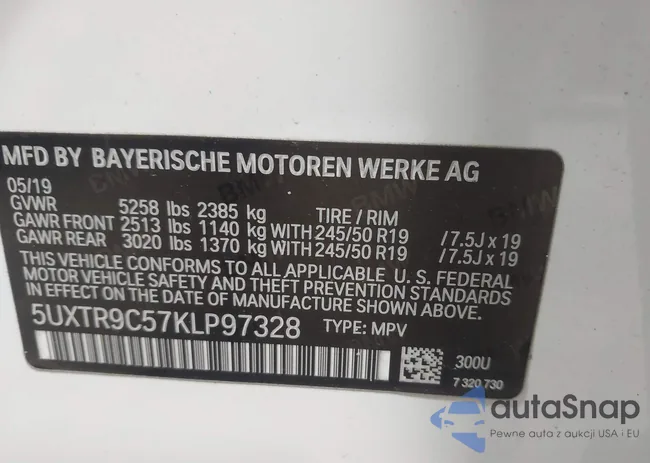 MFD BY BAYERISCHE MOTOREN WERKE AG
05/19
GVWR 5258 lbs 2385 kg TIRE / RIM
GAWR FRONT 2513 lbs 1140 kg WITH 245/50 R19 /7.5J x 19
GAWR REAR 3020 lbs 1370 kg WITH 245/50 R19 /7.5J x 19
THIS VEHICLE CONFORMS TO ALL APPLICABLE U. S. FEDERAL
MOTOR VEHICLE SAFETY AND THEFT PREVENTION STANDARDS
IN EFFECT ON THE DATE OF MANUFACTURE SHOWN ABOVE.
5UXTR9C57KLP97328 TYPE: MPV
300U
7 320 730
autaSnap
Pewne auta z aukcji USA i EU